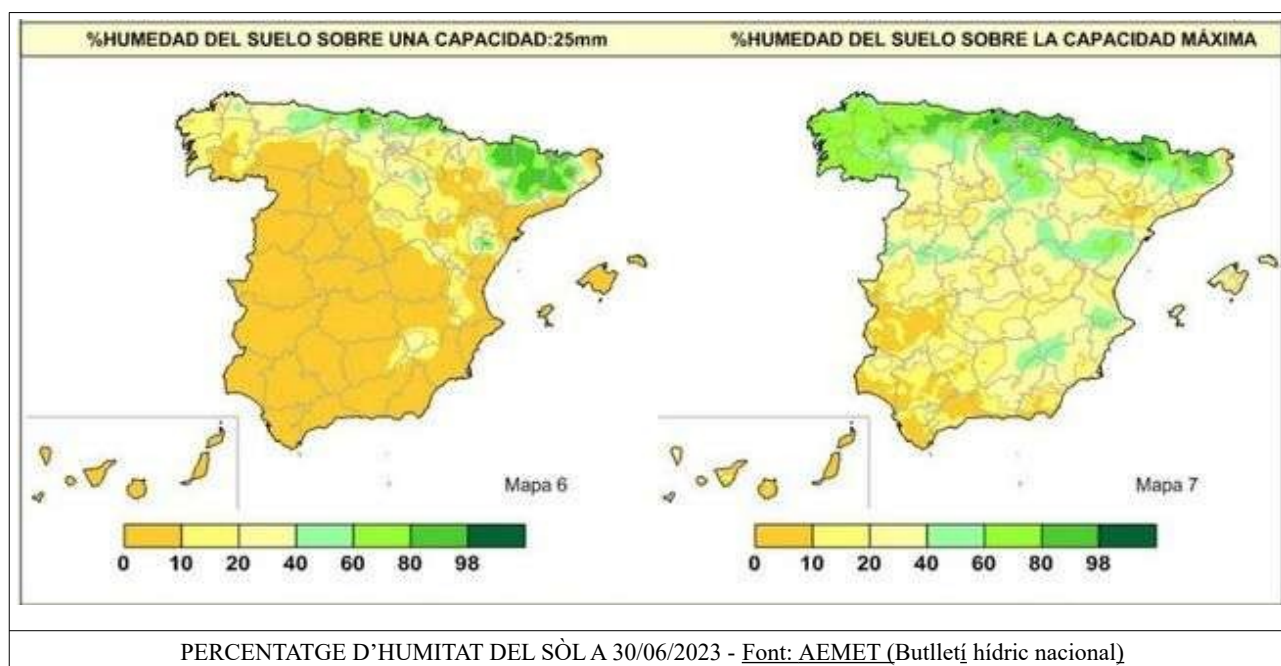 %HUMEDAD DEL SUELO SOBRE UNA CAPACIDAD:25mm
%HUMEDAD DEL SUELO SOBRE LA CAPACIDAD MÁXIMA
Mapa 6
Mapa 7
0 10 20 40 60 80 98
0 10 20 40 60 80 98
PERCENTATGE D’HUMITAT DEL SÒL A 30/06/2023 - Font: AEMET (Butlletí hídric nacional)